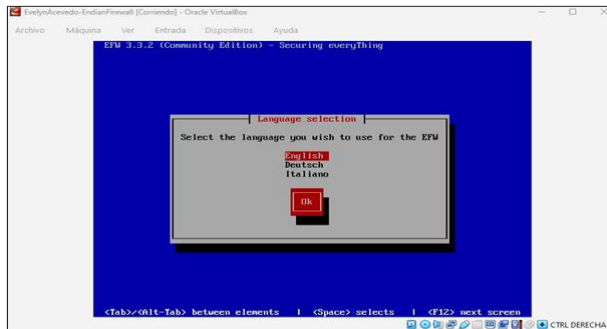 EvelynAcevedo-EndianFirewall [Corriendo] - Oracle VirtualBox
Archivo Máquina Ver Entrada Dispositivos Ayuda
EFW 3.3.2 (Community Edition) - Securing everyThing
Language selection
Select the language you wish to use for the EFW
English
Deutsch
Italiano
Ok
<Tab>/<Alt-Tab> between elements | <Space> selects | <F12> next screen
CTRL DERECHA